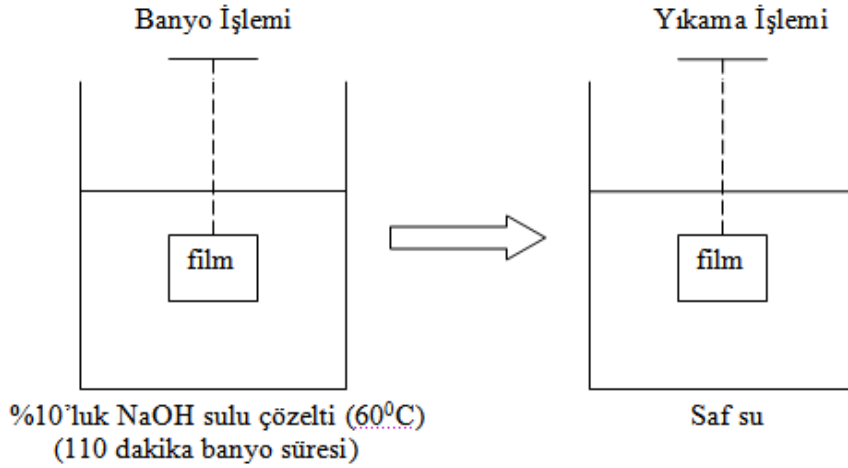 Banyo İşlemi
Yıkama İşlemi
film
film
%10'luk NaOH sulu çözelti (60⁰C)
(110 dakika banyo süresi)
Saf su